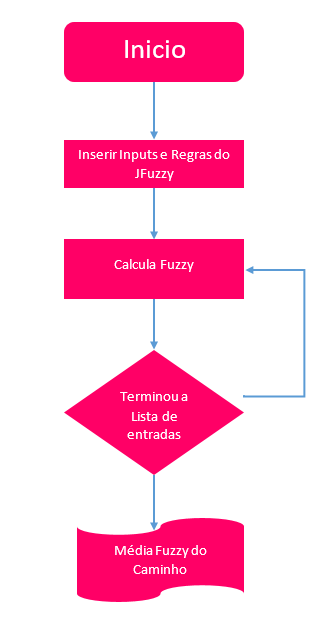 Inicio
Inserir Inputs e Regras do
JFuzzy
Calcula Fuzzy
Terminou a
Lista de
entradas
Média Fuzzy do
Caminho